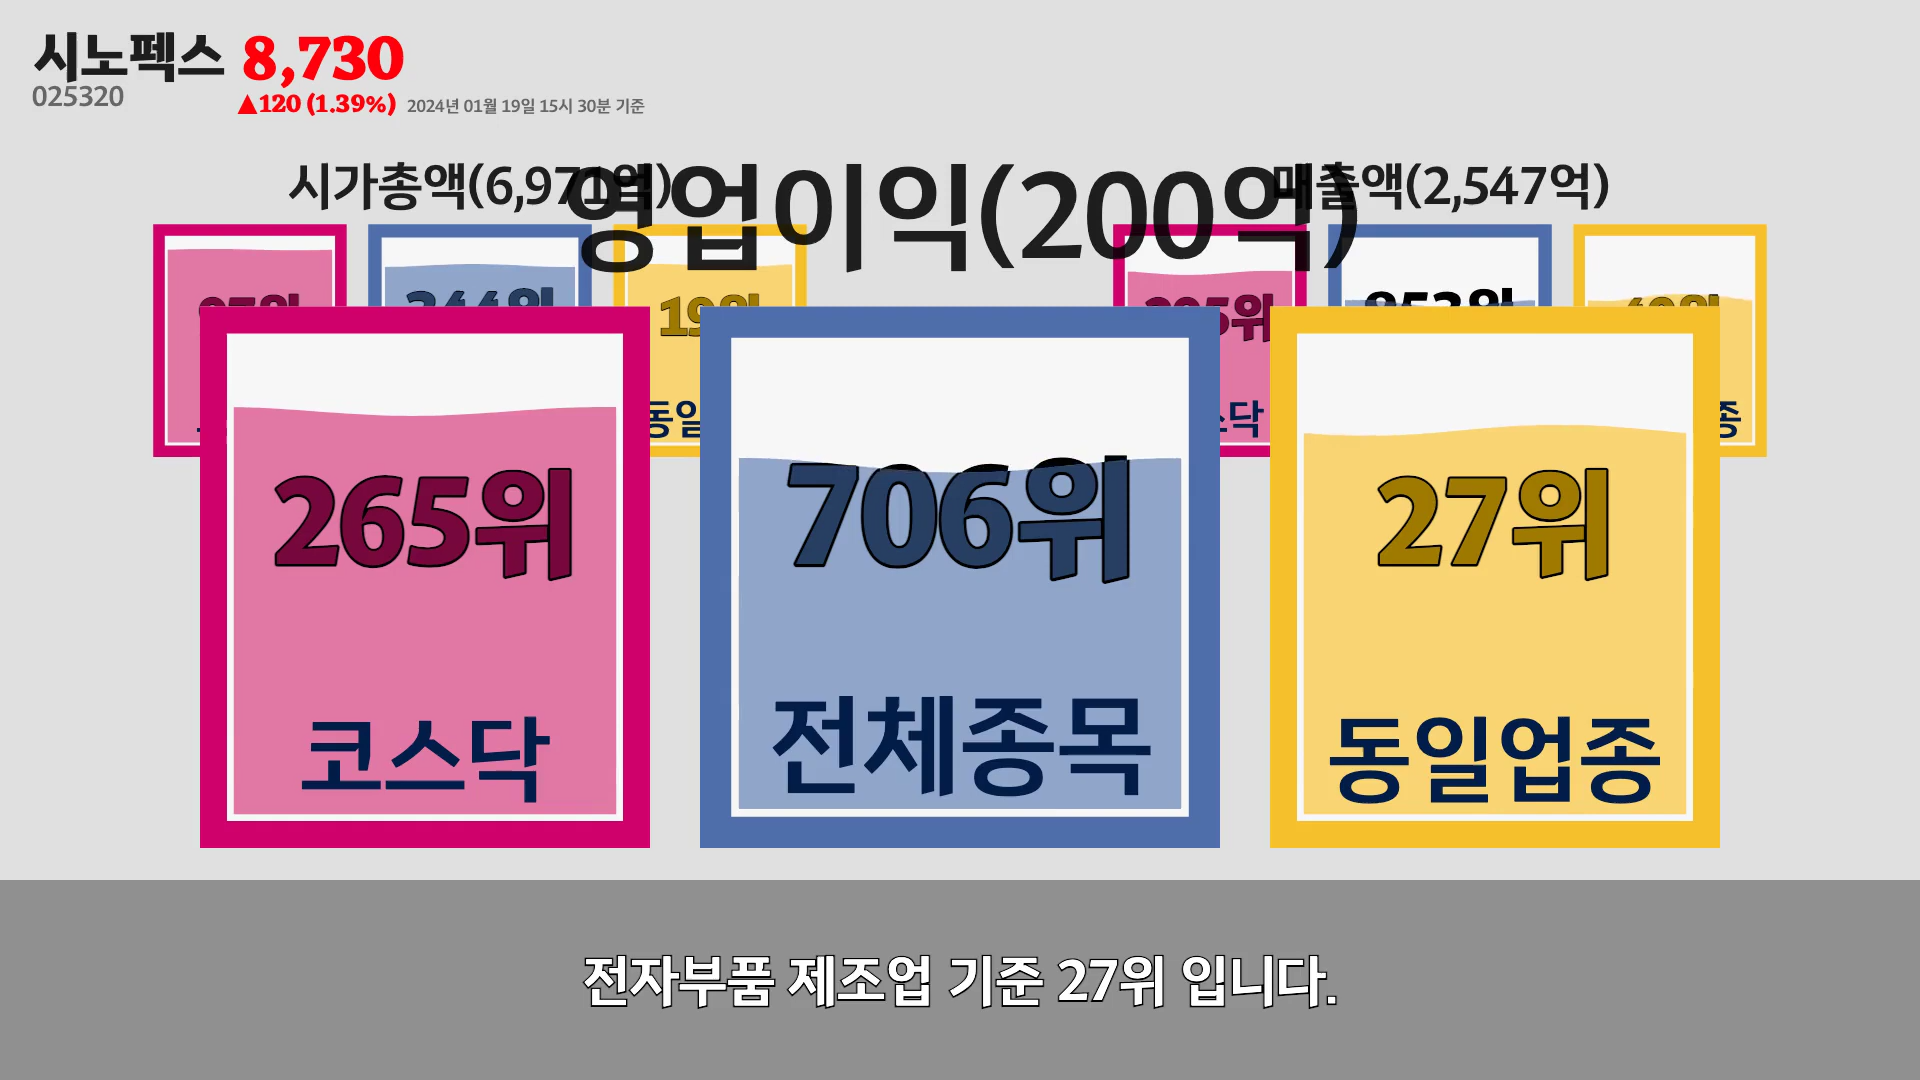 시노펙스 8,730
025320
▲120 (1.39%) 2024년 01월 19일 15시 30분 기준
시가총액(6,971억)
영업이익(200억)
매출액(2,547억)
265위
코스닥
706위
전체종목
27위
동일업종
전자부품 제조업 기준 27위 입니다.